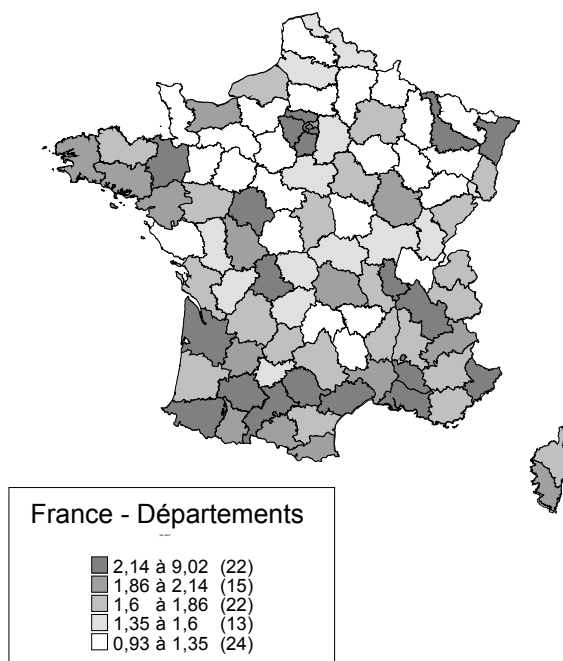 France - Départements
2,14 à 9,02 (22)
1,86 à 2,14 (15)
1,6 à 1,86 (22)
1,35 à 1,6 (13)
0,93 à 1,35 (24)